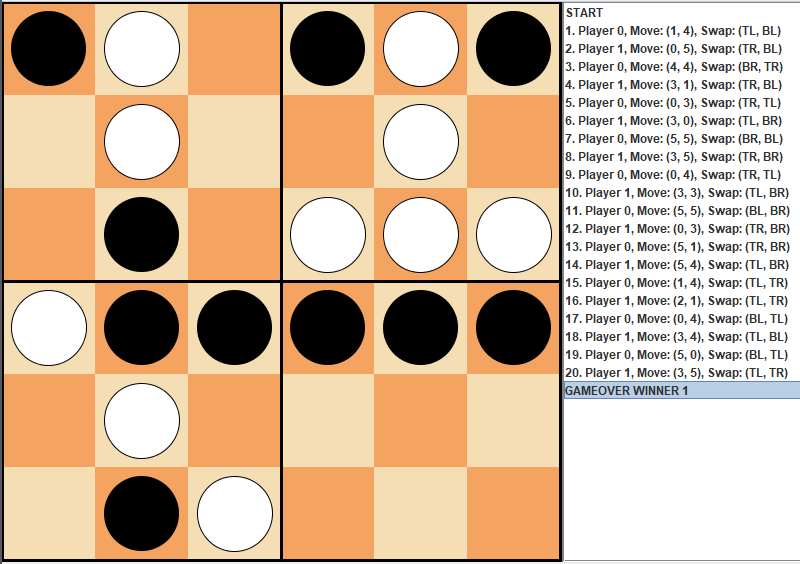 START
1. Player 0, Move: (1, 4), Swap: (TL, BL)
2. Player 1, Move: (0, 5), Swap: (TR, BL)
3. Player 0, Move: (4, 4), Swap: (BR, TR)
4. Player 1, Move: (3, 1), Swap: (TR, BL)
5. Player 0, Move: (0, 3), Swap: (TR, TL)
6. Player 1, Move: (3, 0), Swap: (TL, BR)
7. Player 0, Move: (5, 5), Swap: (BR, BL)
8. Player 1, Move: (3, 5), Swap: (TR, BR)
9. Player 0, Move: (0, 4), Swap: (TR, TL)
10. Player 1, Move: (3, 3), Swap: (TL, BR)
11. Player 0, Move: (5, 5), Swap: (BL, BR)
12. Player 1, Move: (0, 3), Swap: (TR, BR)
13. Player 0, Move: (5, 1), Swap: (TR, BR)
14. Player 1, Move: (5, 4), Swap: (TL, BR)
15. Player 0, Move: (1, 4), Swap: (TL, TR)
16. Player 1, Move: (2, 1), Swap: (TL, TR)
17. Player 0, Move: (0, 4), Swap: (BL, TL)
18. Player 1, Move: (3, 4), Swap: (TL, BL)
19. Player 0, Move: (5, 0), Swap: (BL, TL)
20. Player 1, Move: (3, 5), Swap: (TL, TR)
GAMEOVER WINNER 1